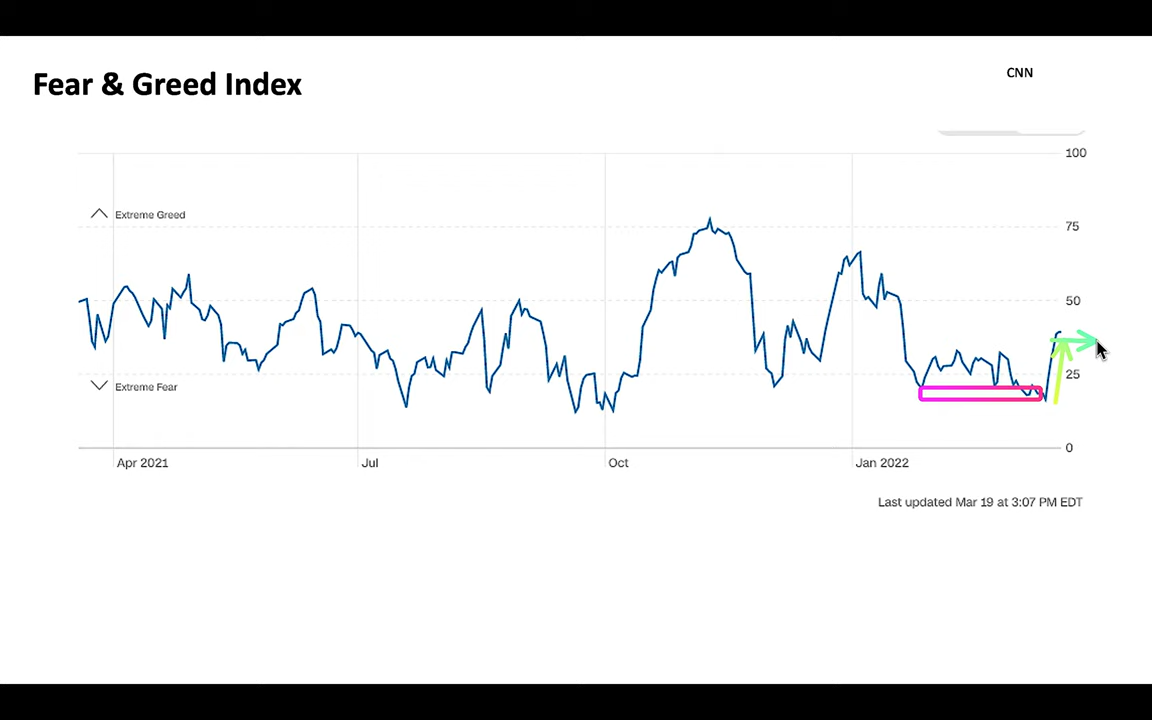 Fear & Greed Index
CNN
100
Extreme Greed
75
50
25
Extreme Fear
0
Apr 2021
Jul
Oct
Jan 2022
Last updated Mar 19 at 3:07 PM EDT